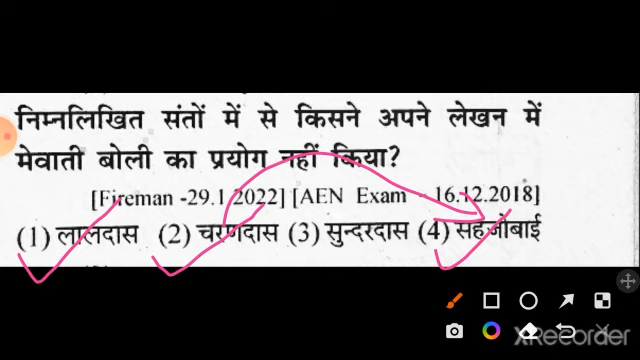 निम्नलिखित संतों में से किसने अपने लेखन में
मेवाती बोली का प्रयोग नहीं किया?
[Fireman -29.1.2022] [AEN Exam - 16.12.2018]
(1) लालदास (2) चरणदास (3) सुन्दरदास (4) सहजोबाई
XRecorder